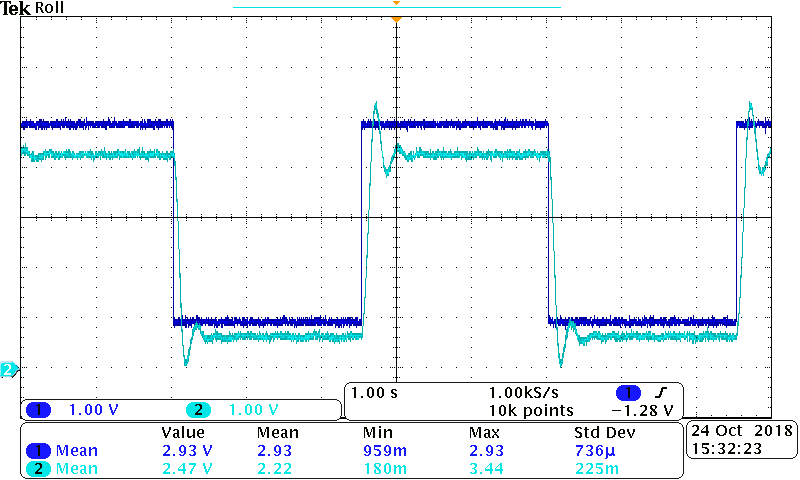 Tek Roll
2
1 1.00 V 2 1.00 V
1.00 s 1.00kS/s 1
10k points −1.28 V
Value Mean Min Max Std Dev
1 Mean 2.93 V 2.93 959m 2.93 736µ
2 Mean 2.47 V 2.22 180m 3.44 225m
24 Oct 2018
15:32:23